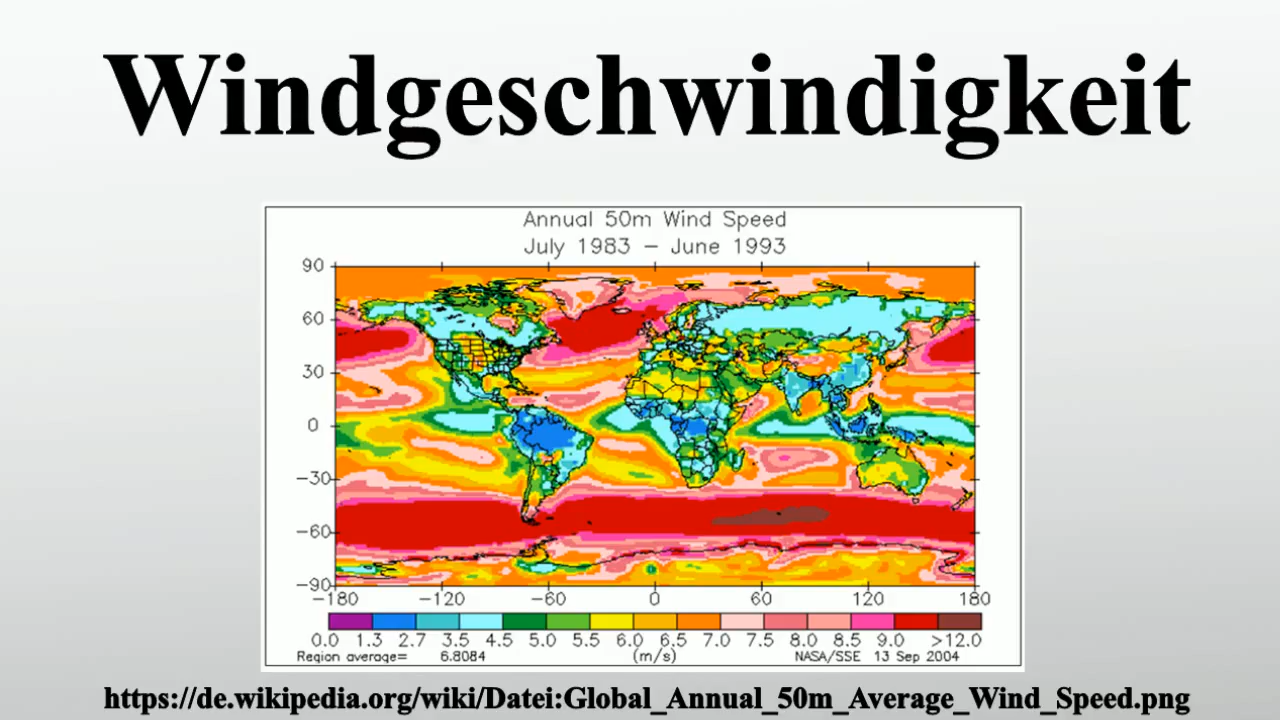 Windgeschwindigkeit
Annual 50m Wind Speed
July 1983 – June 1993
90
60
30
0
−30
−60
−90
−180 −120 −60 0 60 120 180
0.0 1.3 2.7 3.5 4.5 5.0 5.5 6.0 6.5 7.0 7.5 8.0 8.5 9.0 >12.0
Region average= 6.8084 (m/s) NASA/SSE 13 Sep 2004
https://de.wikipedia.org/wiki/Datei:Global_Annual_50m_Average_Wind_Speed.png